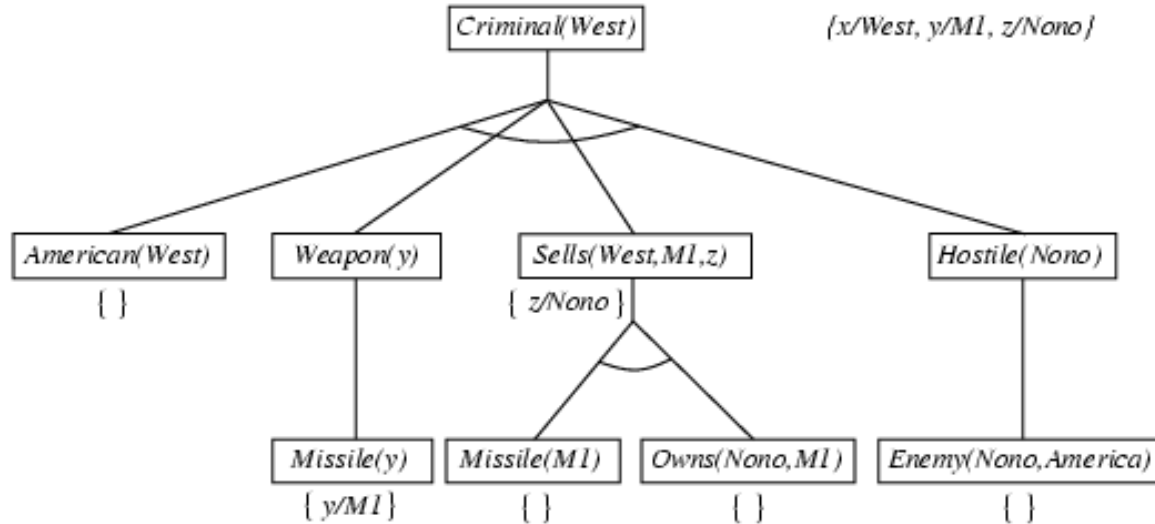 Criminal(West)
{x/West, y/M1, z/Nono}
American(West)
Weapon(y)
Sells(West,M1,z)
Hostile(Nono)
{ }
{ z/Nono }
Missile(y)
Missile(M1)
Owns(Nono,M1)
Enemy(Nono,America)
{ y/M1 }
{ }
{ }
{ }